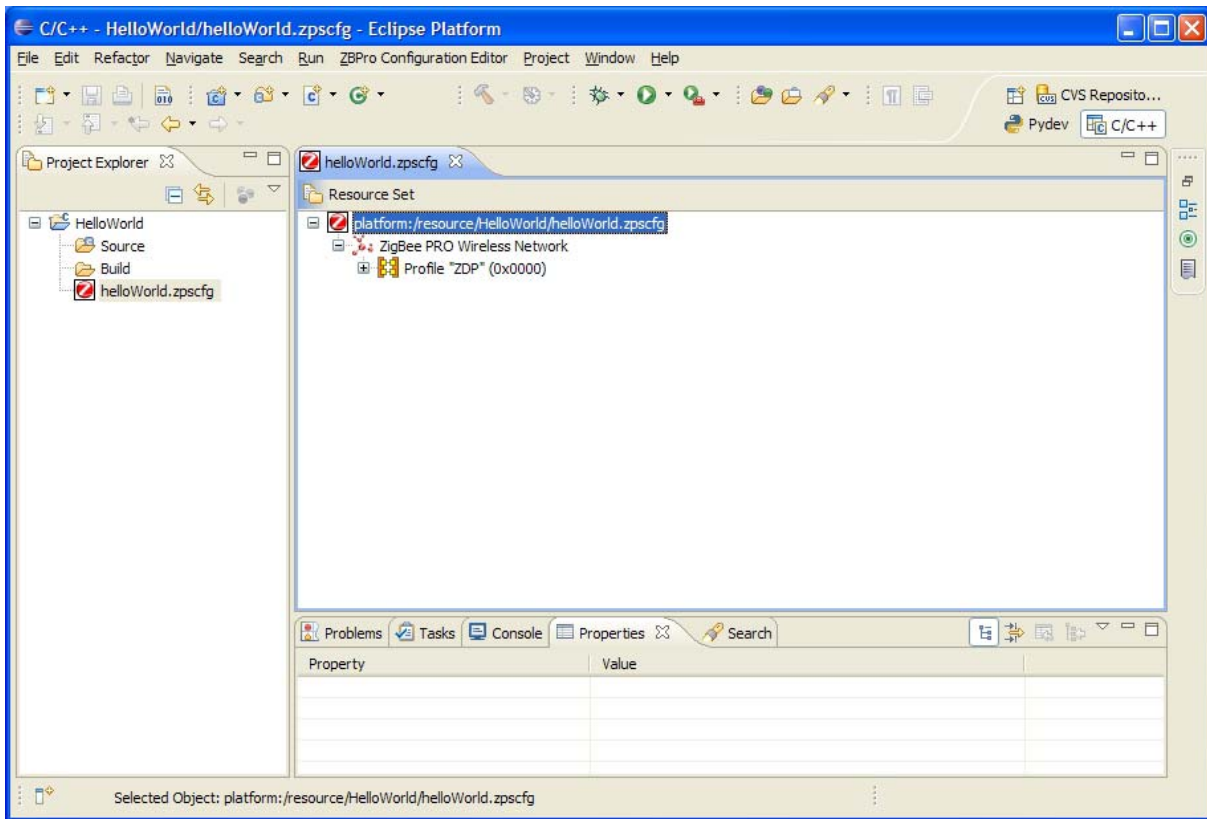 C/C++ - HelloWorld/helloWorld.zpscfg - Eclipse Platform
File Edit Refactor Navigate Search Run ZBPro Configuration Editor Project Window Help
010
CVS Reposito...
Pydev C/C++
Project Explorer
helloWorld.zpscfg
Resource Set
HelloWorld
Source
Build
helloWorld.zpscfg
platform:/resource/HelloWorld/helloWorld.zpscfg
ZigBee PRO Wireless Network
Profile "ZDP" (0x0000)
Problems Tasks Console Properties Search
Property Value
Selected Object: platform:/resource/HelloWorld/helloWorld.zpscfg